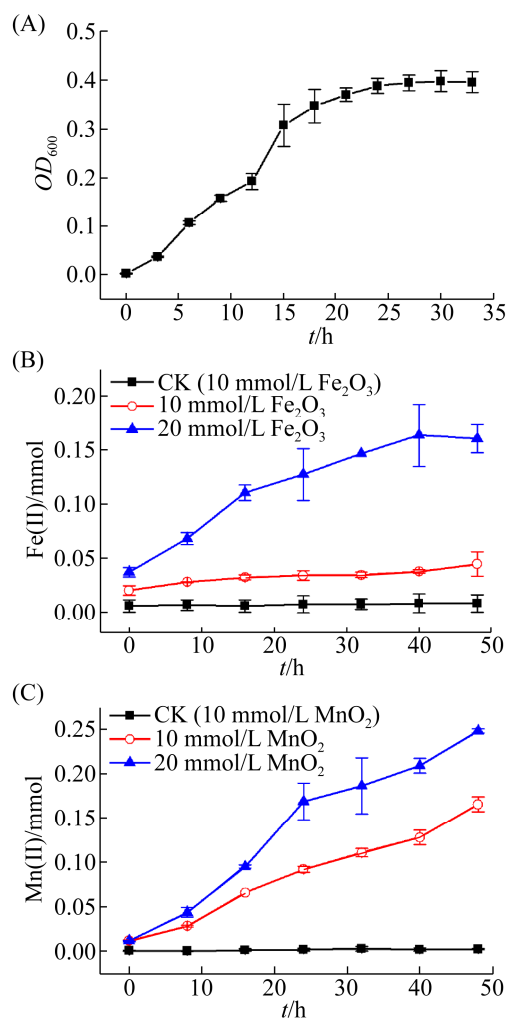 (A)
0.5
0.4
0.3
0.2
0.1
0.0
OD600
0 5 10 15 20 25 30 35
t/h
(B)
CK (10 mmol/L Fe2O3)
10 mmol/L Fe2O3
20 mmol/L Fe2O3
0.20
0.15
0.10
0.05
0.00
Fe(II)/mmol
0 10 20 30 40 50
t/h
(C)
CK (10 mmol/L MnO2)
10 mmol/L MnO2
20 mmol/L MnO2
0.25
0.20
0.15
0.10
0.05
0.00
Mn(II)/mmol
0 10 20 30 40 50
t/h